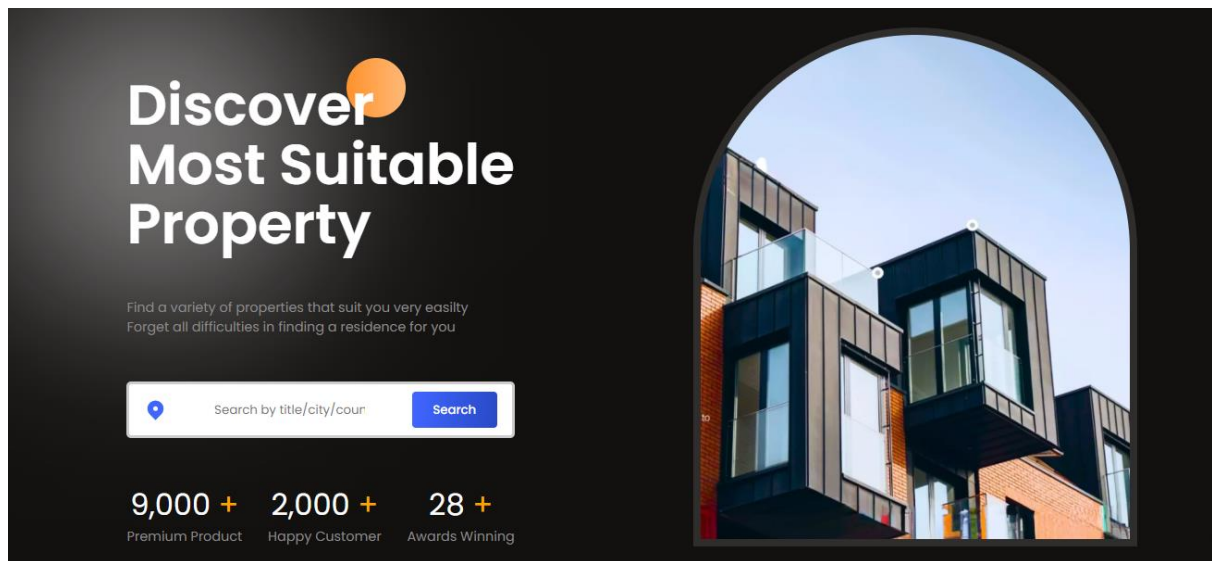 Discover
Most Suitable
Property
Find a variety of properties that suit you very easilty
Forget all difficulties in finding a residence for you
Search by title/city/coun
Search
9,000 +
2,000 +
28 +
Premium Product
Happy Customer
Awards Winning
to